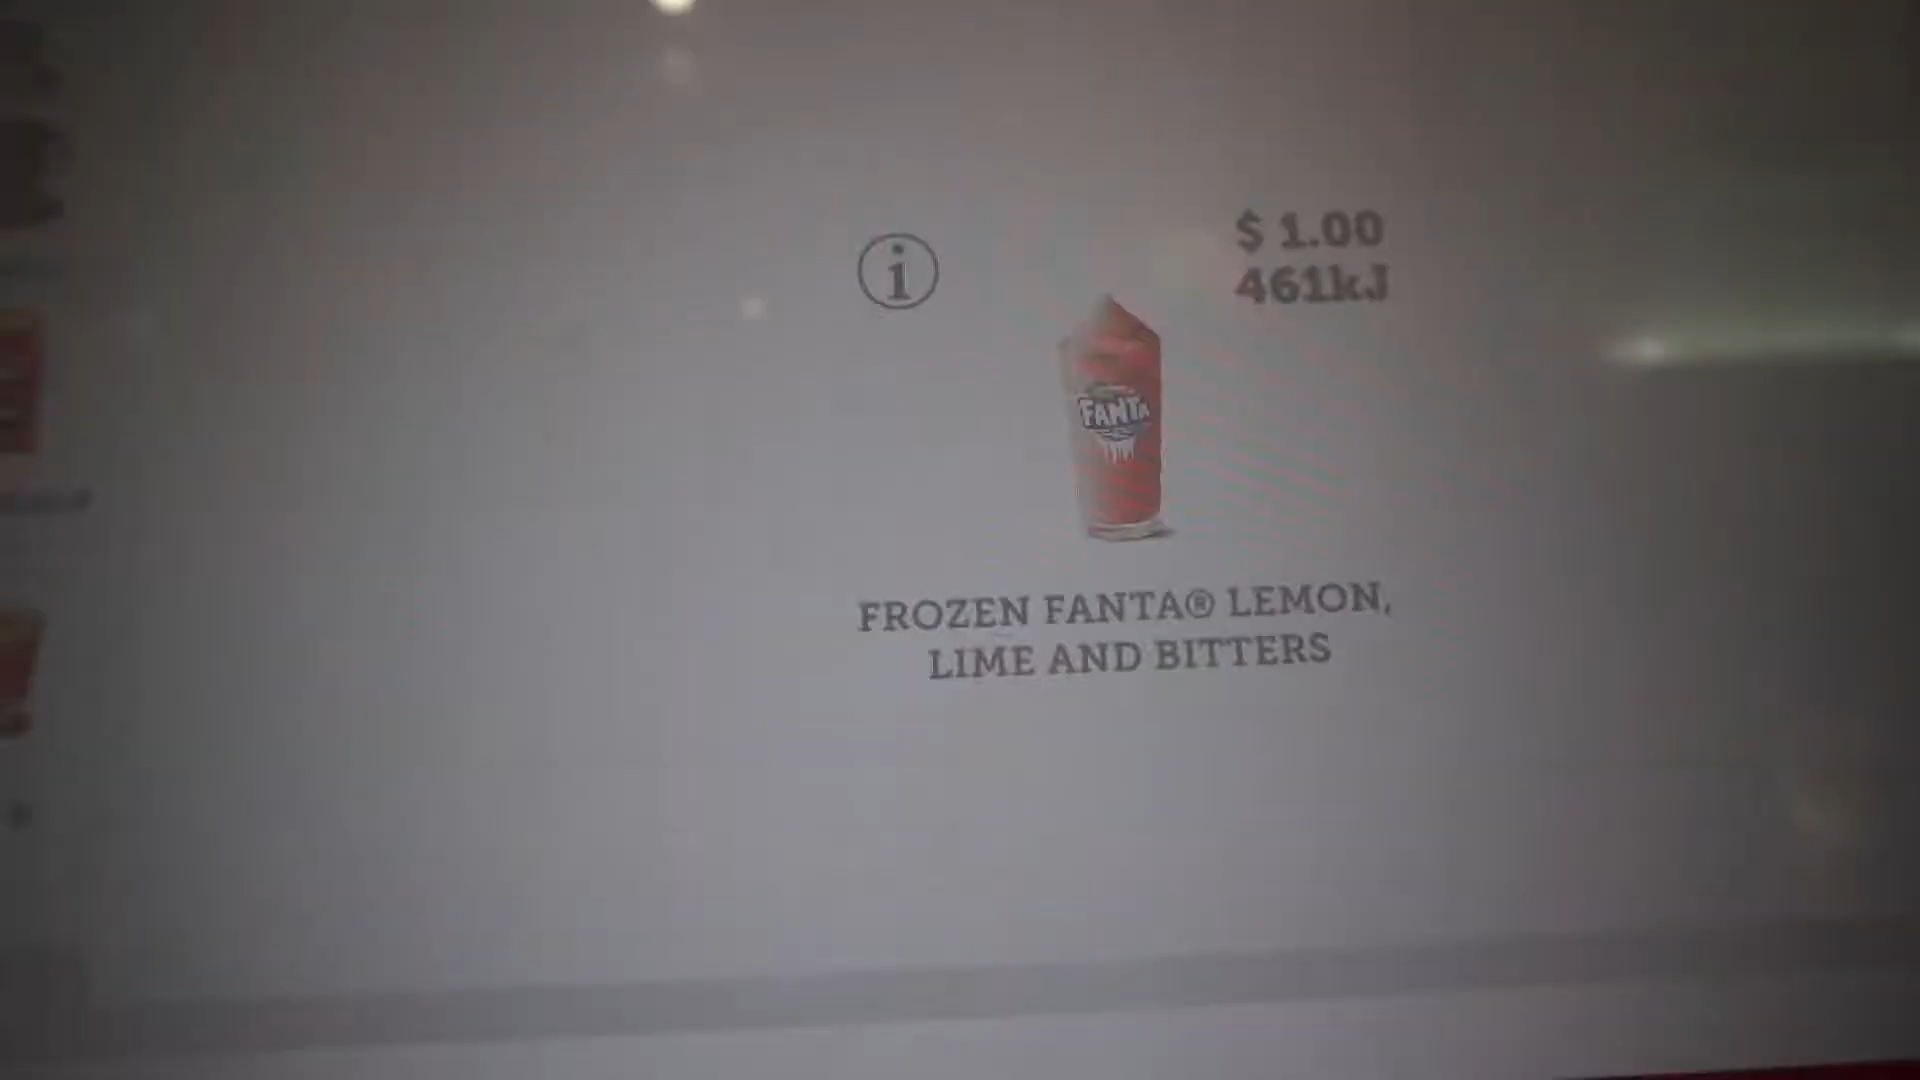 i
$ 1.00
461kJ
FANTA
FROZEN FANTA® LEMON,
LIME AND BITTERS